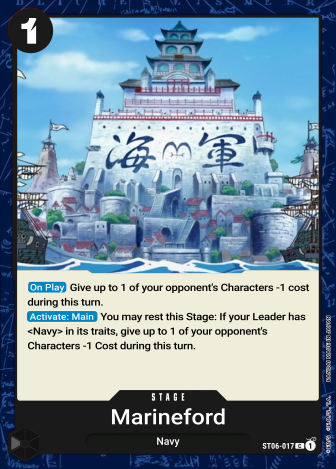 1
海軍
On Play Give up to 1 of your opponent's Characters -1 cost
during this turn.
Activate: Main You may rest this Stage: If your Leader has
<Navy> in its traits, give up to 1 of your opponent's
Characters -1 Cost during this turn.
STAGE
Marineford
Navy
ST06-017 C 1